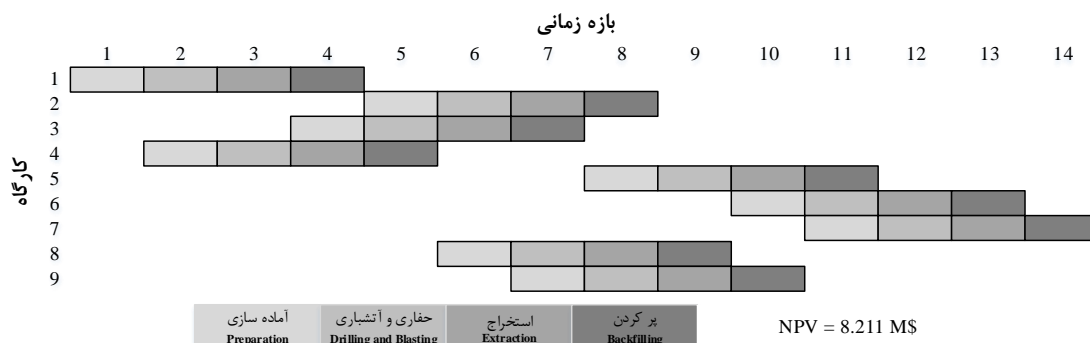 بازه زمانی
1 2 3 4 5 6 7 8 9 10 11 12 13 14
کارگاه
1
2
3
4
5
6
7
8
9
آماده سازی
Preparation
حفاری و آتشباری
Drilling and Blasting
استخراج
Extraction
پر کردن
Backfilling
NPV = 8.211 M$